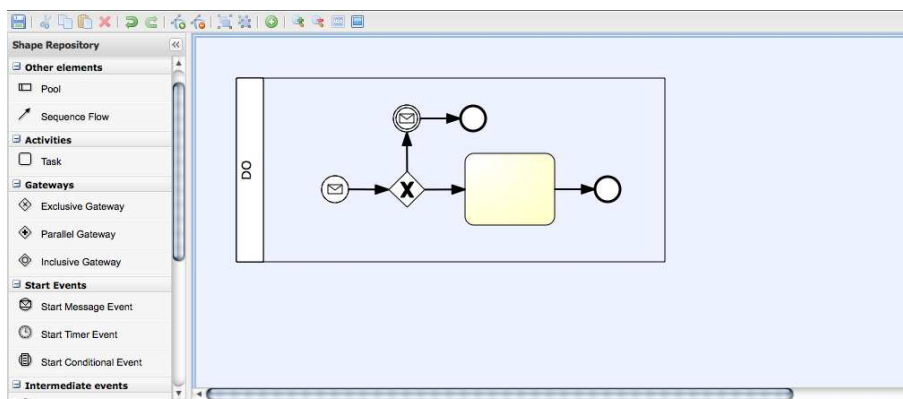 Shape Repository
Other elements
Pool
Sequence Flow
Activities
Task
Gateways
Exclusive Gateway
Parallel Gateway
Inclusive Gateway
Start Events
Start Message Event
Start Timer Event
Start Conditional Event
Intermediate events
DO
X